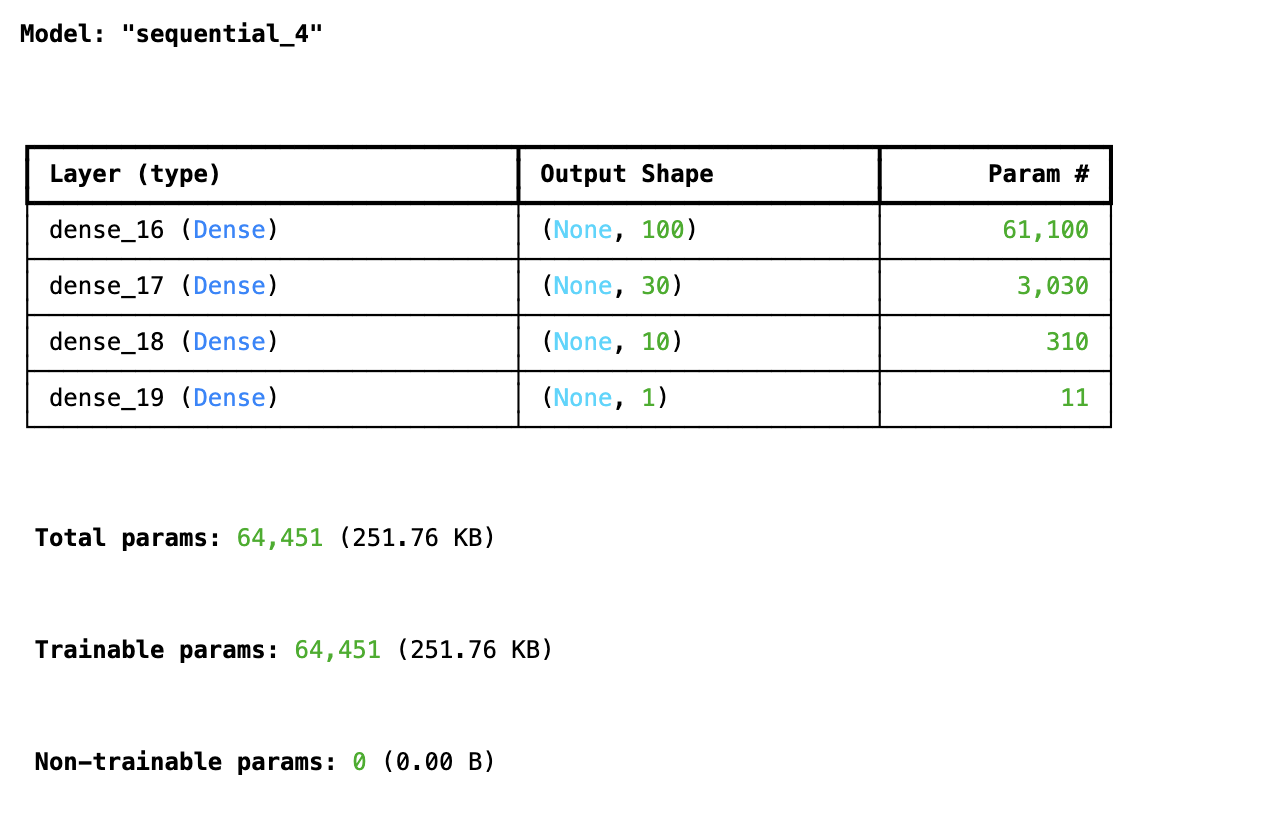 Model: "sequential_4"
Layer (type) Output Shape Param #
dense_16 (Dense) (None, 100) 61,100
dense_17 (Dense) (None, 30) 3,030
dense_18 (Dense) (None, 10) 310
dense_19 (Dense) (None, 1) 11
Total params: 64,451 (251.76 KB)
Trainable params: 64,451 (251.76 KB)
Non-trainable params: 0 (0.00 B)